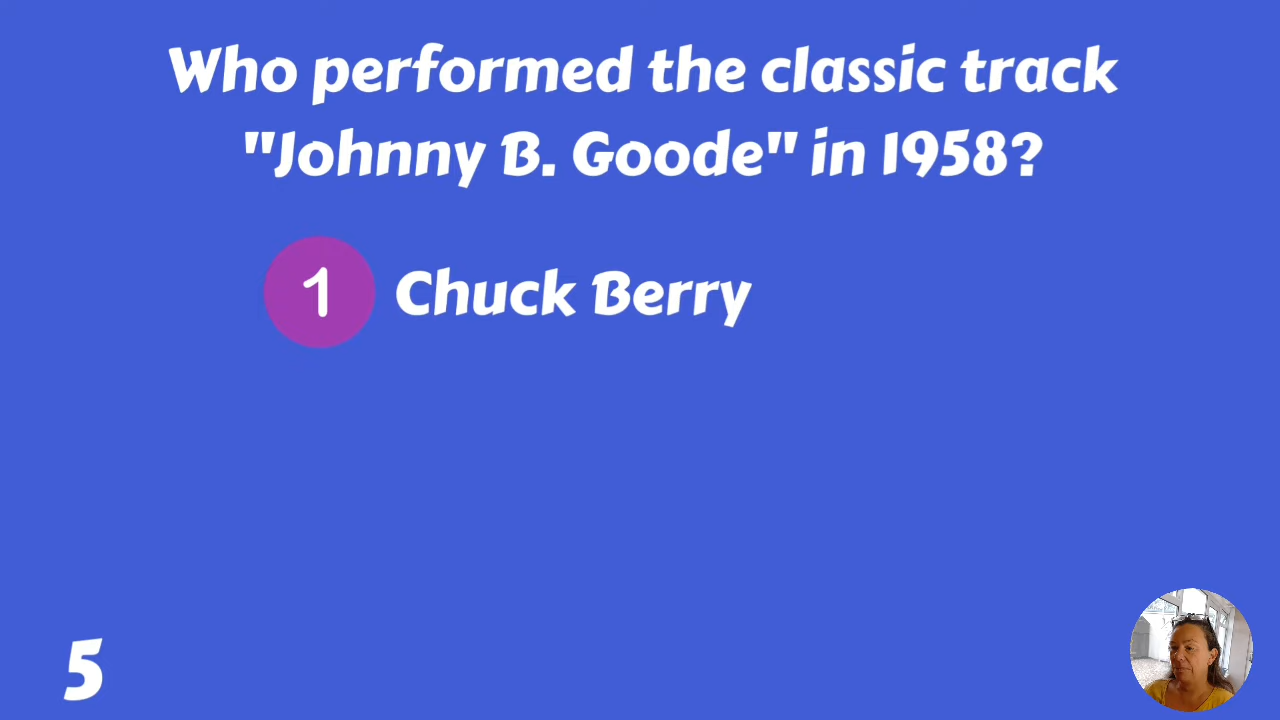 Who performed the classic track
"Johnny B. Goode" in 1958?
1 Chuck Berry
5